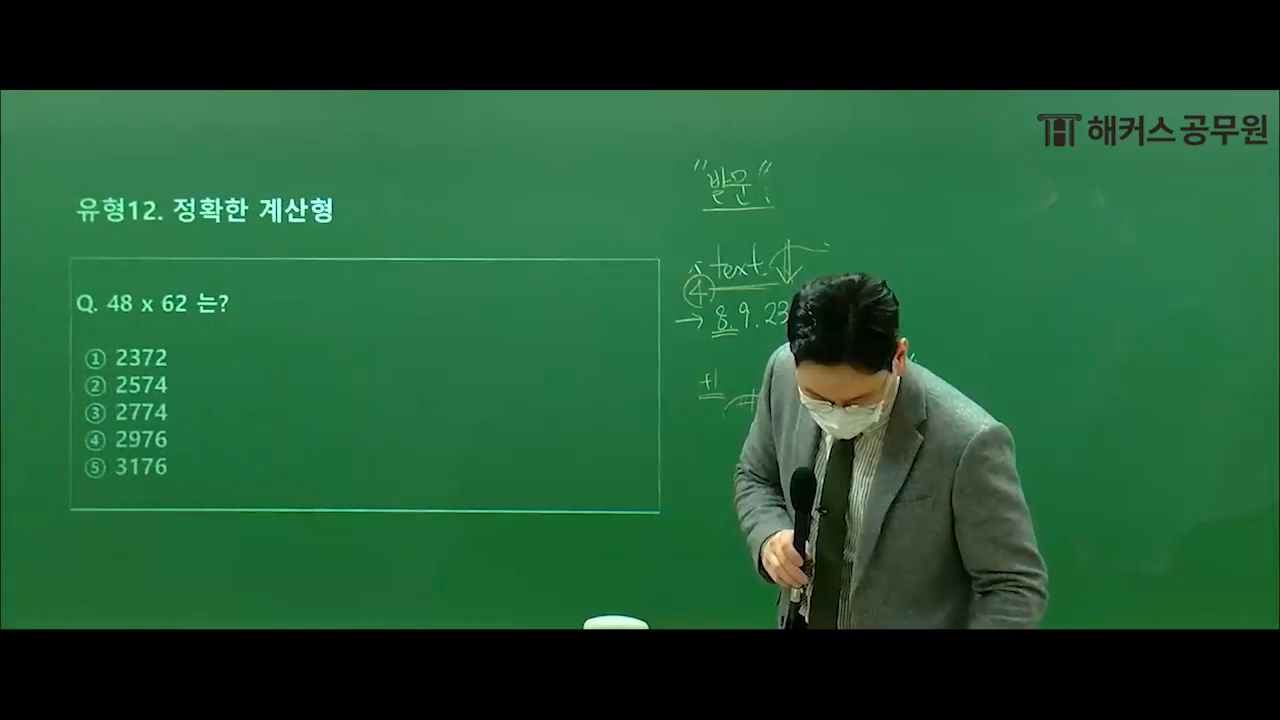 해커스공무원
유형12. 정확한 계산형
Q. 48 x 62 는?
① 2372
② 2574
③ 2774
④ 2976
⑤ 3176
"발문"
text.
④
→ 8. 9. 23
+1